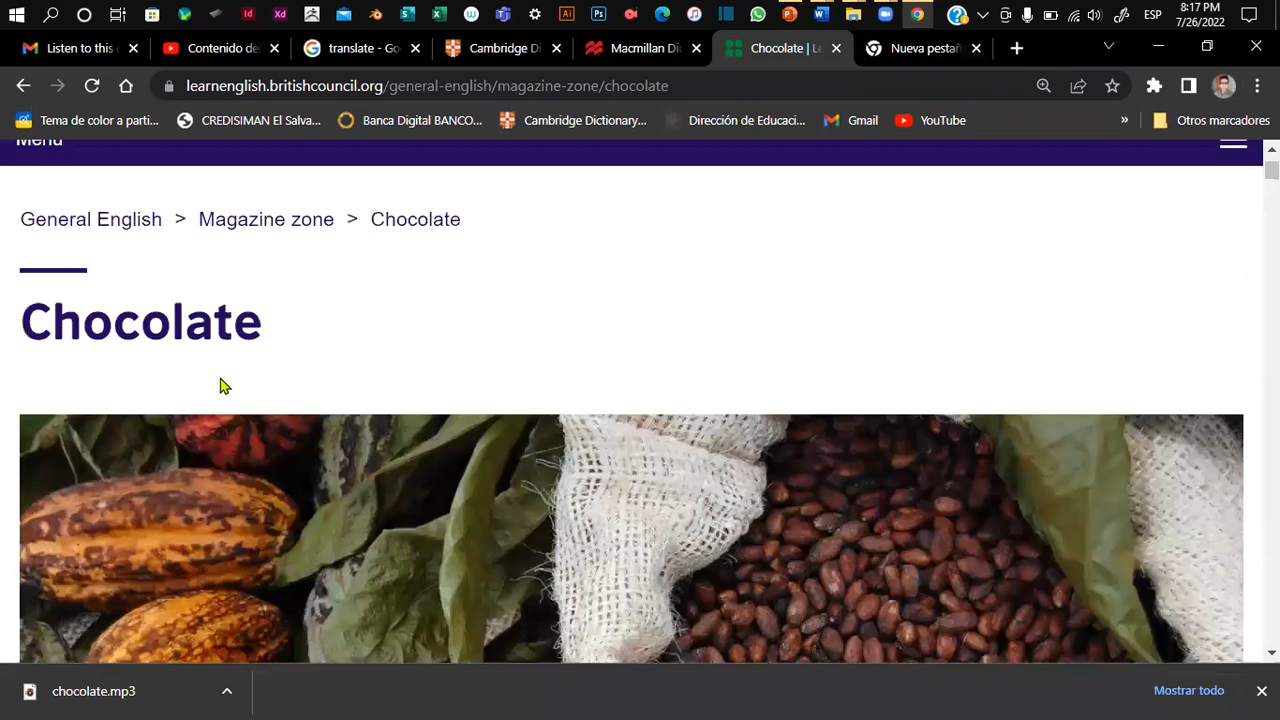 8:17 PM
ESP
7/26/2022
Listen to this
Contenido de
translate - Go
Cambridge Di
Macmillan Di
Chocolate | Le
Nueva pestañ
learnenglish.britishcouncil.org/general-english/magazine-zone/chocolate
Tema de color a parti...
CREDISIMAN El Salva...
Banca Digital BANCO...
Cambridge Dictionary...
Dirección de Educaci...
Gmail
YouTube
»
Otros marcadores
Menu
General English > Magazine zone > Chocolate
Chocolate
chocolate.mp3
Mostrar todo